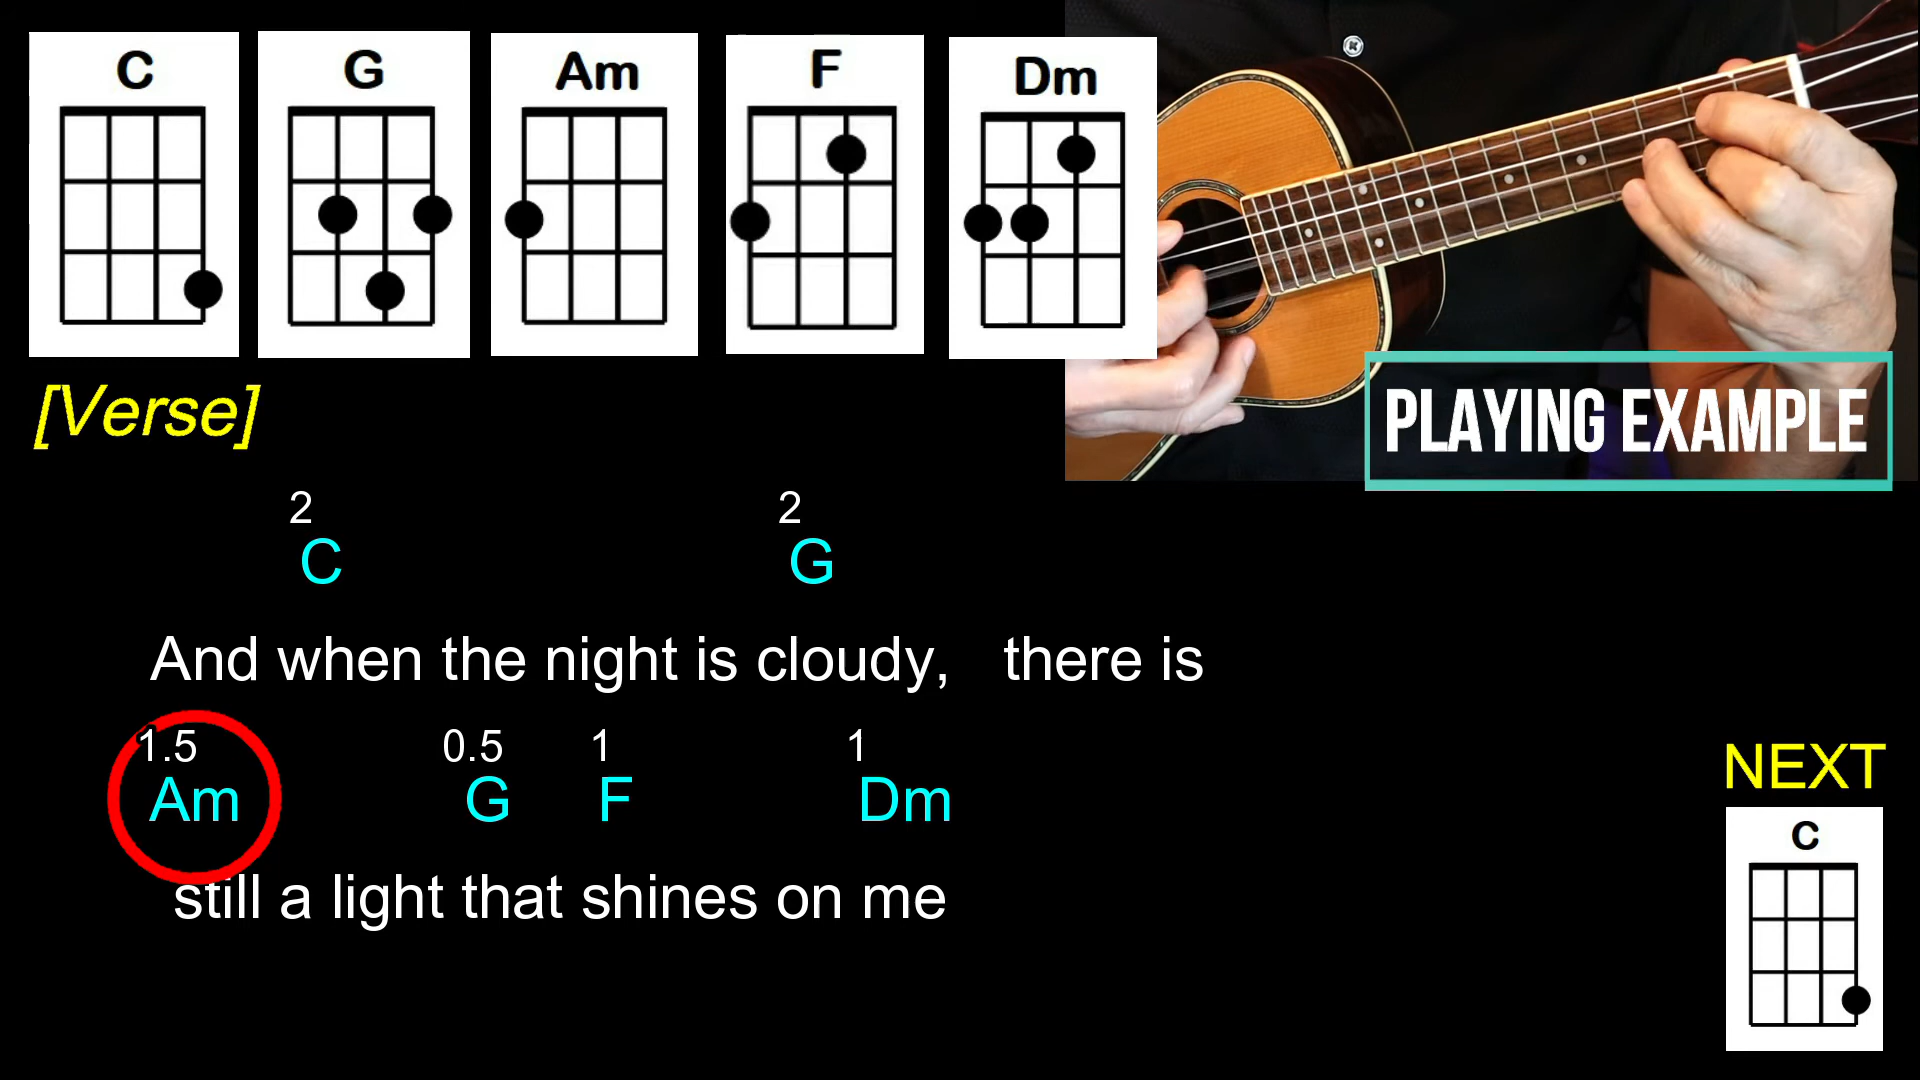 C G Am F Dm
PLAYING EXAMPLE
[Verse]
2 2
C G
And when the night is cloudy, there is
1.5 0.5 1 1
Am G F Dm
still a light that shines on me
NEXT
C